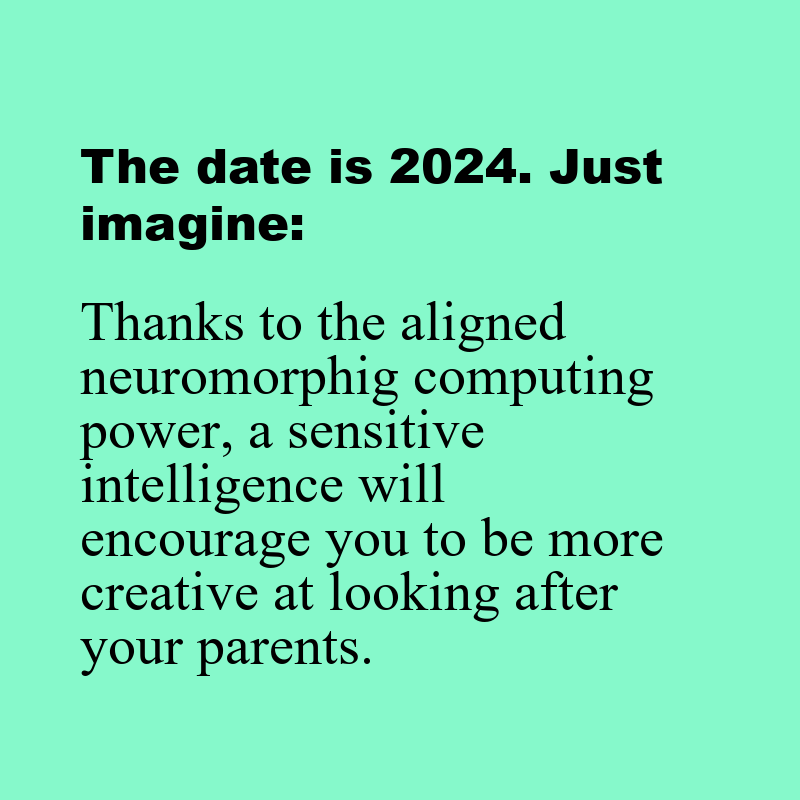 The date is 2024. Just
imagine:
Thanks to the aligned
neuromorphig computing
power, a sensitive
intelligence will
encourage you to be more
creative at looking after
your parents.